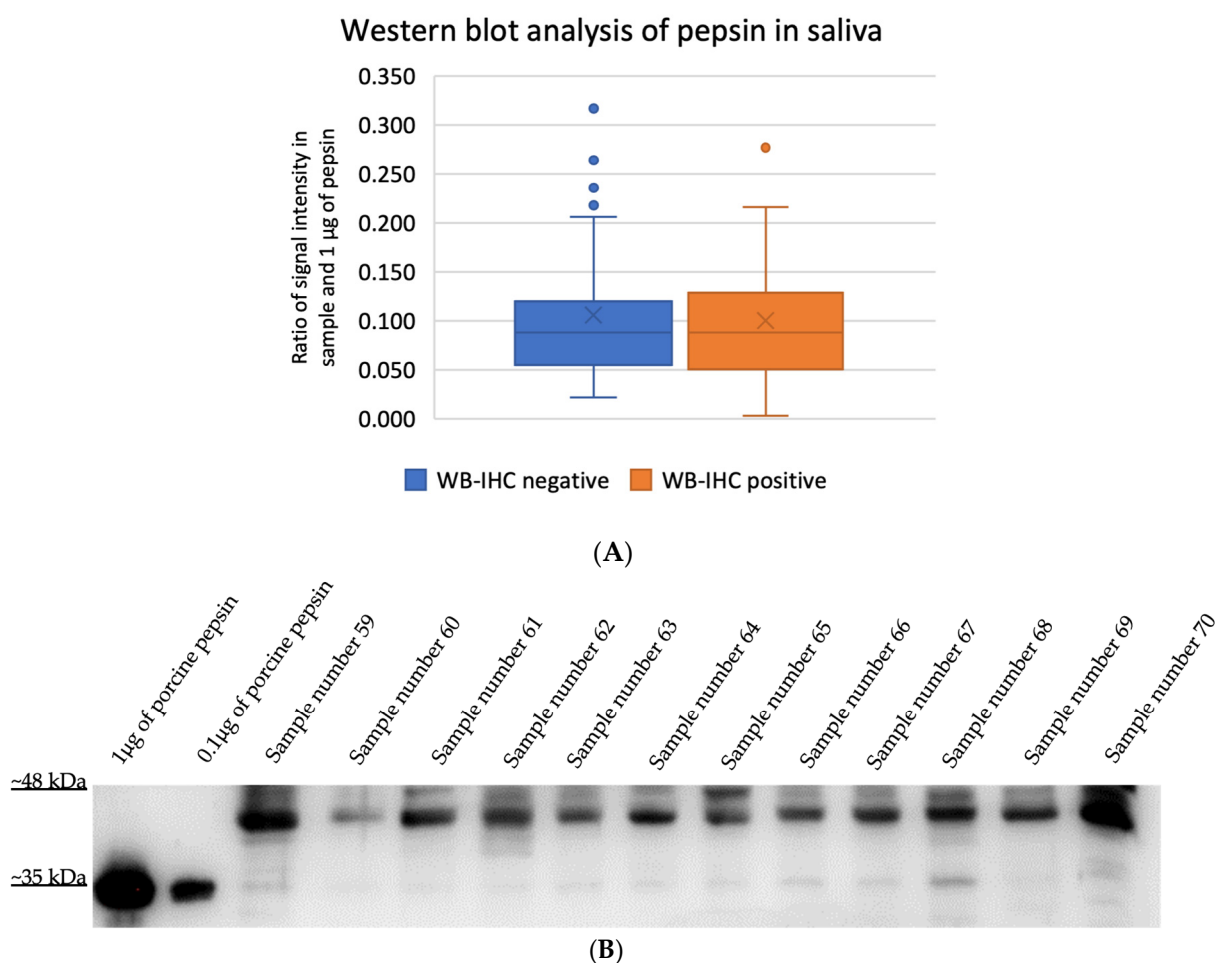 Western blot analysis of pepsin in saliva
Ratio of signal intensity in
sample and 1 µg of pepsin
0.350
0.300
0.250
0.200
0.150
0.100
0.050
0.000
WB-IHC negative
WB-IHC positive
(A)
1µg of porcine pepsin
0.1µg of porcine pepsin
Sample number 59
Sample number 60
Sample number 61
Sample number 62
Sample number 63
Sample number 64
Sample number 65
Sample number 66
Sample number 67
Sample number 68
Sample number 69
Sample number 70
~48 kDa
~35 kDa
(B)